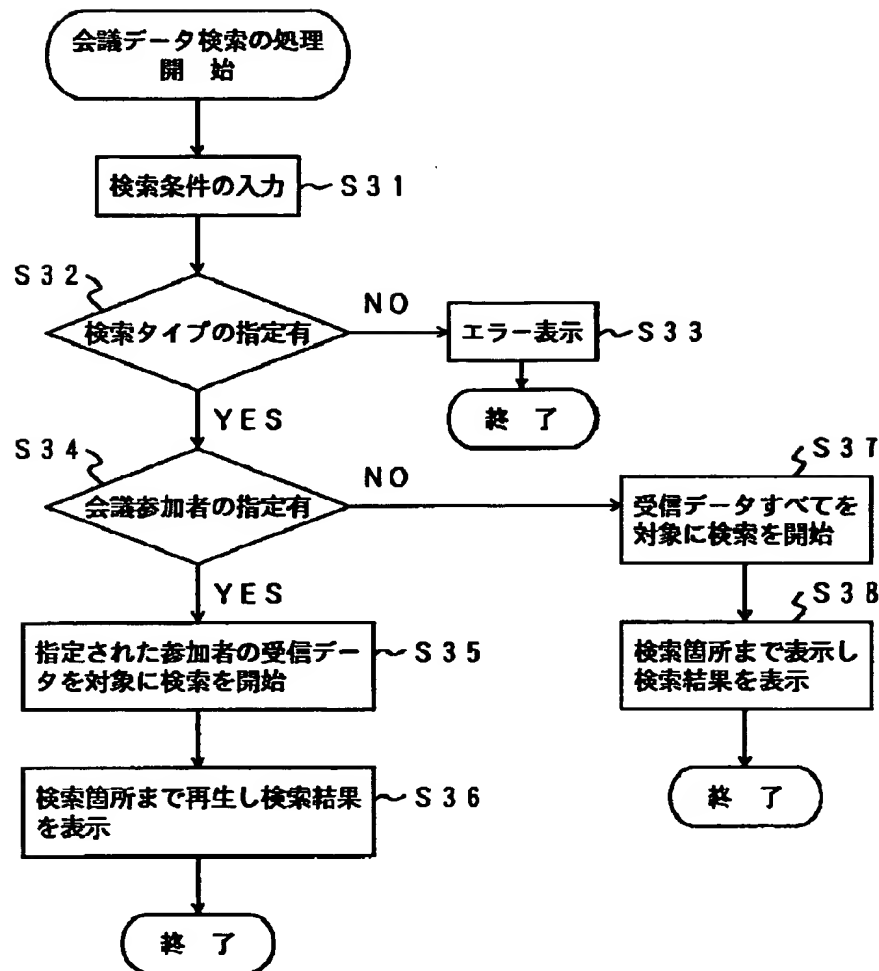 会議データ検索の処理
開 始
検索条件の入力
S31
S32
検索タイプの指定有
NO
エラー表示
S33
終 了
YES
S34
会議参加者の指定有
NO
S37
受信データすべてを
対象に検索を開始
YES
S38
指定された参加者の受信デー
タを対象に検索を開始
S35
検索箇所まで表示し
検索結果を表示
検索箇所まで再生し検索結果
を表示
S36
終 了
終 了